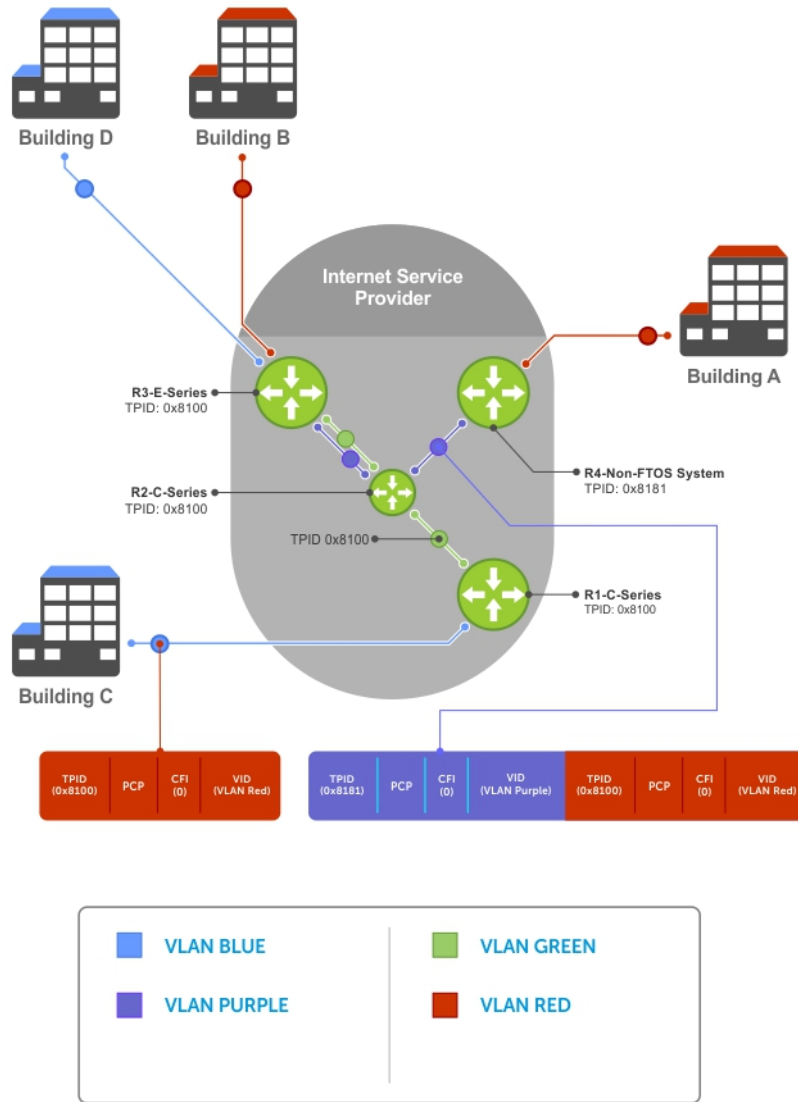 Building D
Building B
Internet Service
Provider
Building A
R3-E-Series
TPID: 0x8100
R4-Non-FTOS System
TPID: 0x8181
R2-C-Series
TPID: 0x8100
TPID 0x8100
R1-C-Series
TPID: 0x8100
Building C
TPID
(0x8100)
PCP
CFI
(0)
VID
(VLAN Red)
TPID
(0x8181)
PCP
CFI
(0)
VID
(VLAN Purple)
TPID
(0x8100)
PCP
CFI
(0)
VID
(VLAN Red)
VLAN BLUE
VLAN GREEN
VLAN PURPLE
VLAN RED